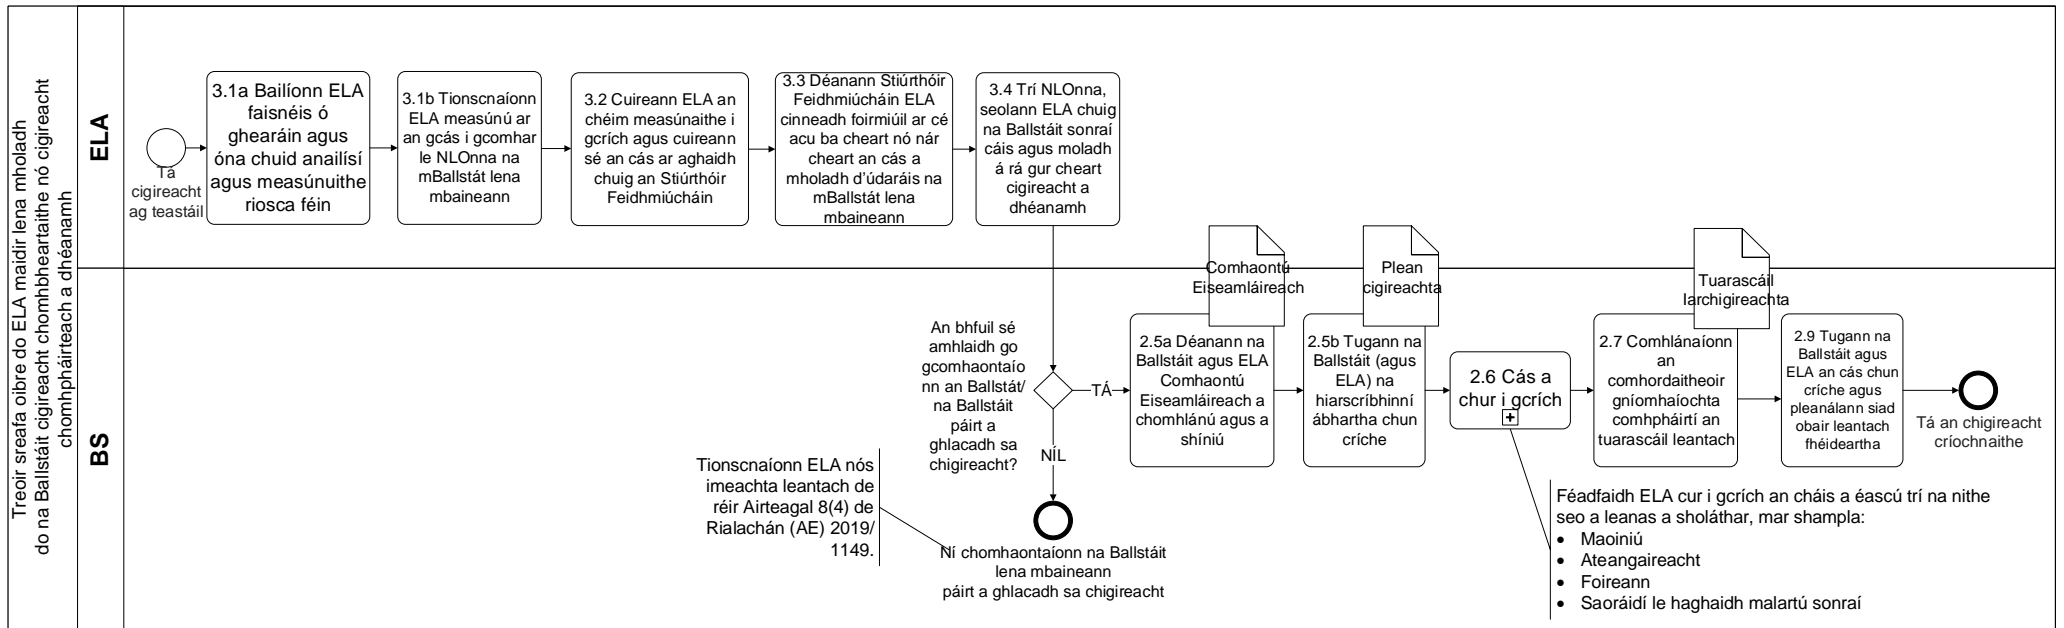 Treoir sreafa oibre do ELA maidir lena mholadh
do na Ballstáit cigireacht chomhbheartaithe nó cigireacht
chomhpháirteach a dhéanamh
ELA
Tá
cigireacht
ag teastáil
3.1a Bailíonn ELA
faisnéis ó
ghearáin agus
óna chuid anailísí
agus measúnuithe
riosca féin
3.1b Tionscnaíonn
ELA measúnú ar
an gcás i gcomhar
le NLOnna na
mBallstát lena
mbaineann
3.2 Cuireann ELA an
chéim measúnaithe i
gcrích agus cuireann
sé an cás ar aghaidh
chuig an Stiúrthóir
Feidhmiúcháin
3.3 Déanann Stiúrthóir
Feidhmiúcháin ELA
cinneadh foirmiúil ar cé
acu ba cheart nó nár
cheart an cás a
mholadh d'údaráis na
mBallstát lena
mbaineann
3.4 Trí NLOnna,
seolann ELA chuig
na Ballstáit sonraí
cáis agus moladh
á rá gur cheart
cigireacht a
dhéanamh
BS
An bhfuil sé
amhlaidh go
gcomhaontaío
nn an Ballstát/
na Ballstáit
páirt a
ghlacadh sa
chigireacht?
TÁ
NÍL
Tionscnaíonn ELA nós
imeachta leantach de
réir Airteagal 8(4) de
Rialachán (AE) 2019/
1149.
Ní chomhaontaíonn na Ballstáit
lena mbaineann
páirt a ghlacadh sa chigireacht
Comhaontú
Eiseamláireach
2.5a Déanann na
Ballstáit agus ELA
Comhaontú
Eiseamláireach a
chomhlánú agus a
shíniú
Plean
cigireachta
2.5b Tugann na
Ballstáit (agus
ELA) na
hiarscríbhinní
ábhartha chun
críche
2.6 Cás a
chur i gcrích
Tuarascáil
Iarchigireachta
2.7 Comhlánaíonn
an
comhordaitheoir
gníomhaíochta
comhpháirtí an
tuarascáil leantach
2.9 Tugann na
Ballstáit agus
ELA an cás chun
críche agus
pleanálann siad
obair leantach
fhéideartha
Tá an chigireacht
críochnaithe
Féadfaidh ELA cur i gcrích an cháis a éascú trí na nithe
seo a leanas a sholáthar, mar shampla:
• Maoiniú
• Ateangaireacht
• Foireann
• Saoráidí le haghaidh malartú sonraí